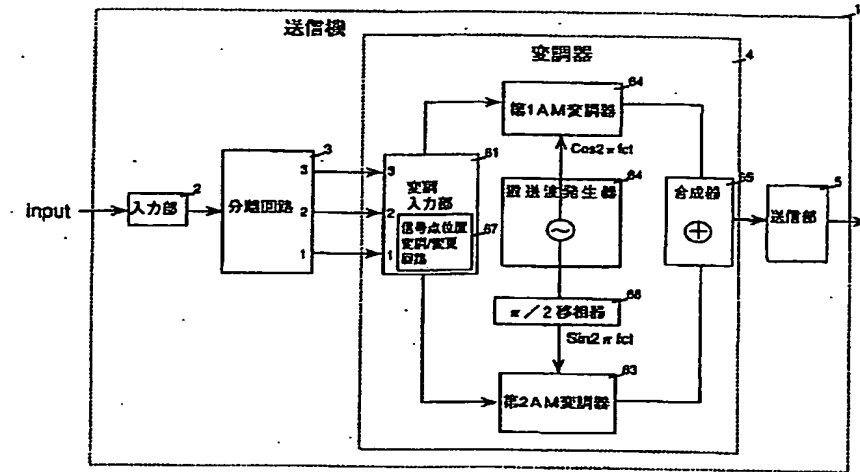 送信機
1
変調器
4
64
第1AM変調器
Cos2πfct
3
61
2
input
入力部
分離回路
3
2
1
3
2
1
変調
入力部
信号点位置
変調/変更
回路
67
64
搬送波発生器
合成器
65
5
送信部
66
π/2移相器
Sin2πfct
63
第2AM変調器